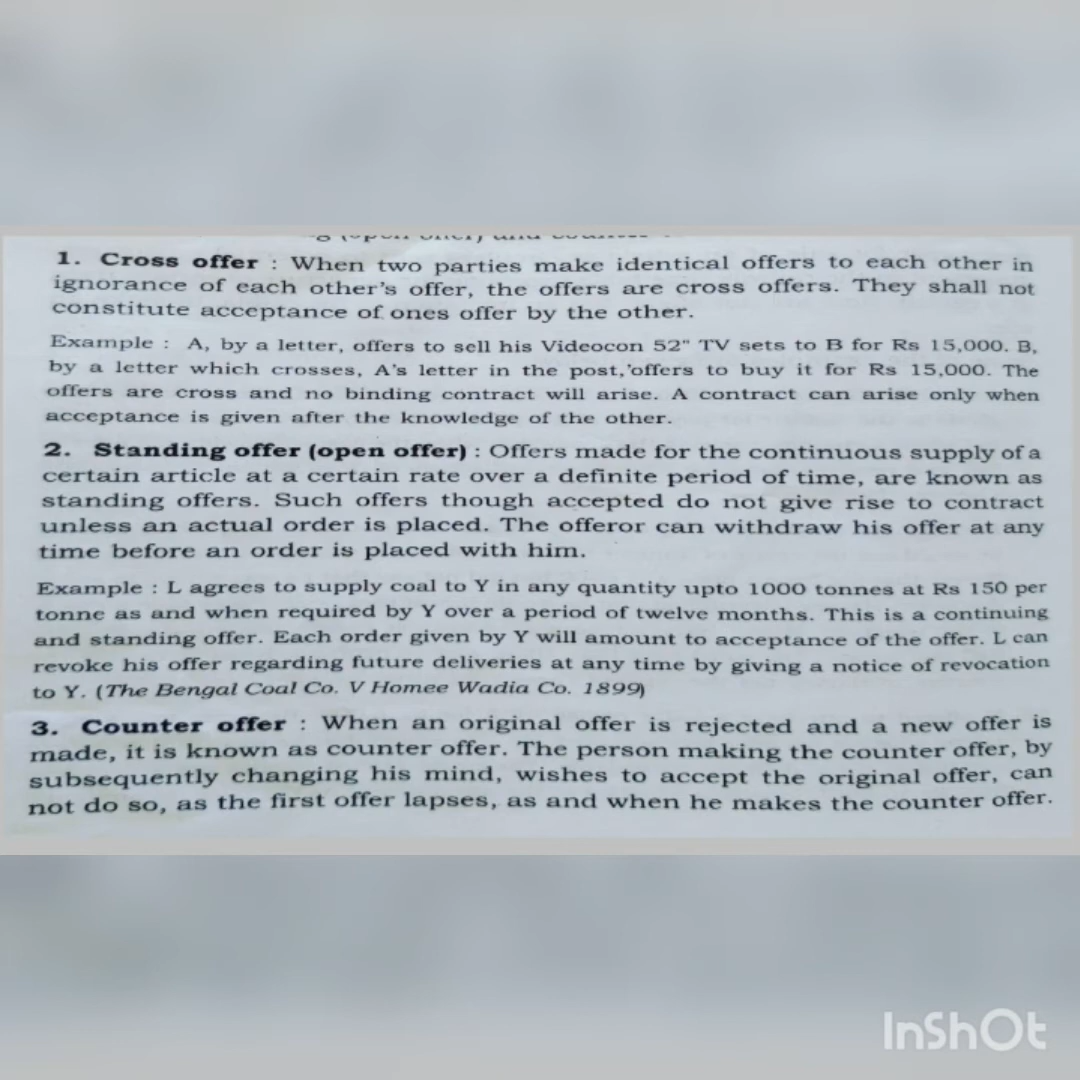 1. Cross offer : When two parties make identical offers to each other in
ignorance of each other's offer, the offers are cross offers. They shall not
constitute acceptance of ones offer by the other.
Example : A, by a letter, offers to sell his Videocon 52" TV sets to B for Rs 15,000. B,
by a letter which crosses, A's letter in the post, offers to buy it for Rs 15,000. The
offers are cross and no binding contract will arise. A contract can arise only when
acceptance is given after the knowledge of the other.
2. Standing offer (open offer) : Offers made for the continuous supply of a
certain article at a certain rate over a definite period of time, are known as
standing offers. Such offers though accepted do not give rise to contract
unless an actual order is placed. The offeror can withdraw his offer at any
time before an order is placed with him.
Example : L agrees to supply coal to Y in any quantity upto 1000 tonnes at Rs 150 per
tonne as and when required by Y over a period of twelve months. This is a continuing
and standing offer. Each order given by Y will amount to acceptance of the offer. L can
revoke his offer regarding future deliveries at any time by giving a notice of revocation
to Y. (The Bengal Coal Co. V Homee Wadia Co. 1899)
3. Counter offer : When an original offer is rejected and a new offer is
made, it is known as counter offer. The person making the counter offer, by
subsequently changing his mind, wishes to accept the original offer, can
not do so, as the first offer lapses, as and when he makes the counter offer.
InShOt